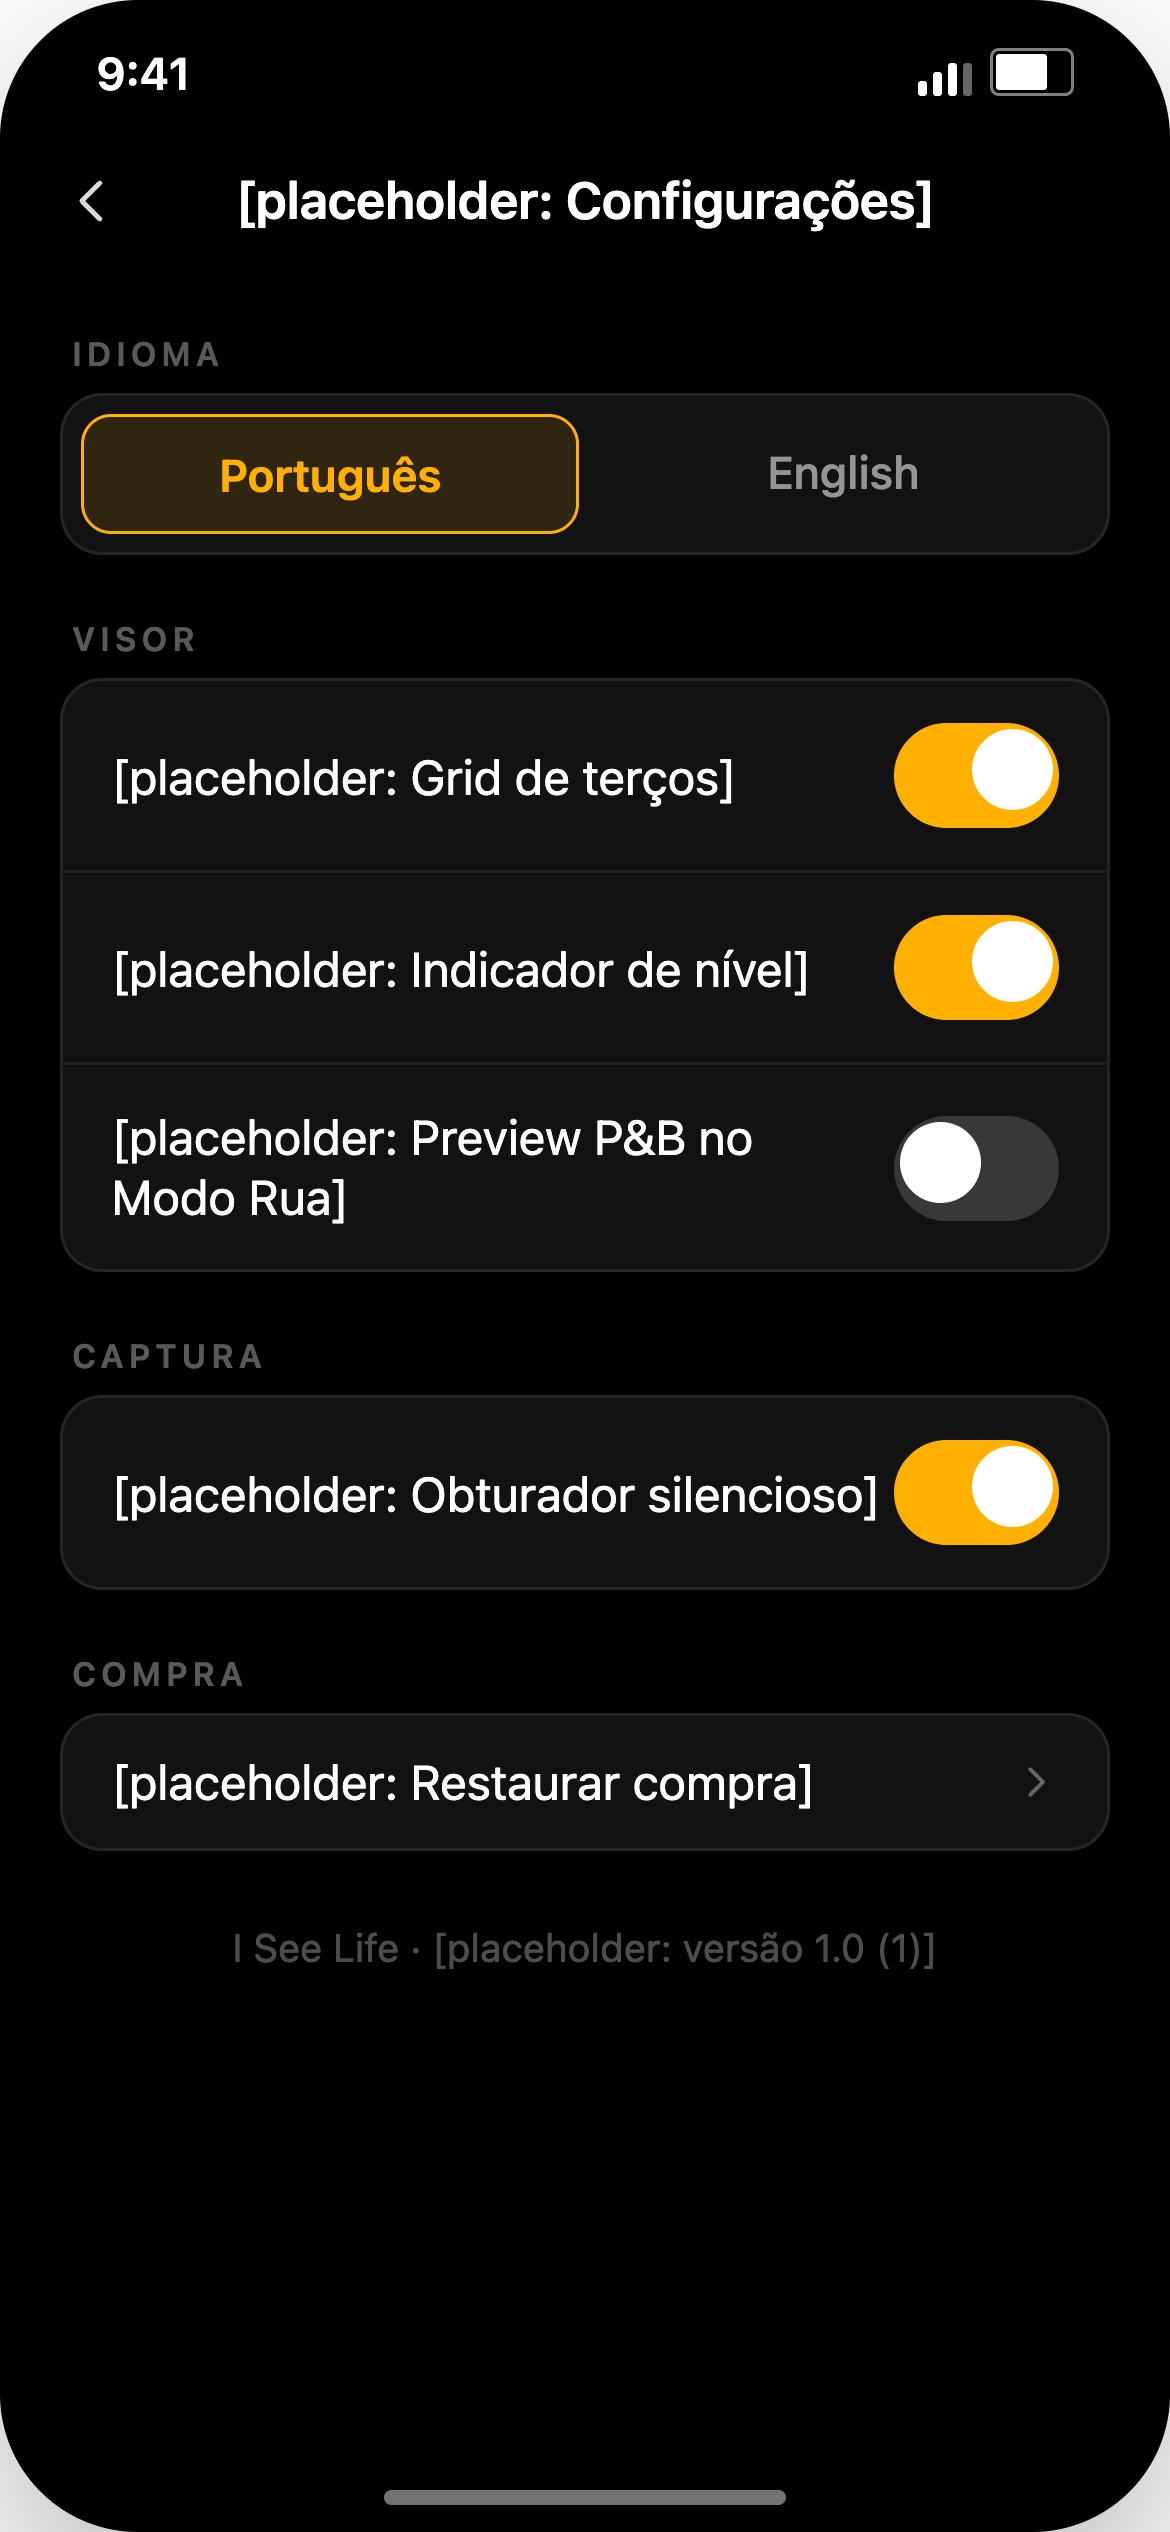 9:41
[placeholder: Configurações]
IDIOMA
Português
English
VISOR
[placeholder: Grid de terços]
[placeholder: Indicador de nível]
[placeholder: Preview P&B no
Modo Rua]
CAPTURA
[placeholder: Obturador silencioso]
COMPRA
[placeholder: Restaurar compra]
I See Life · [placeholder: versão 1.0 (1)]